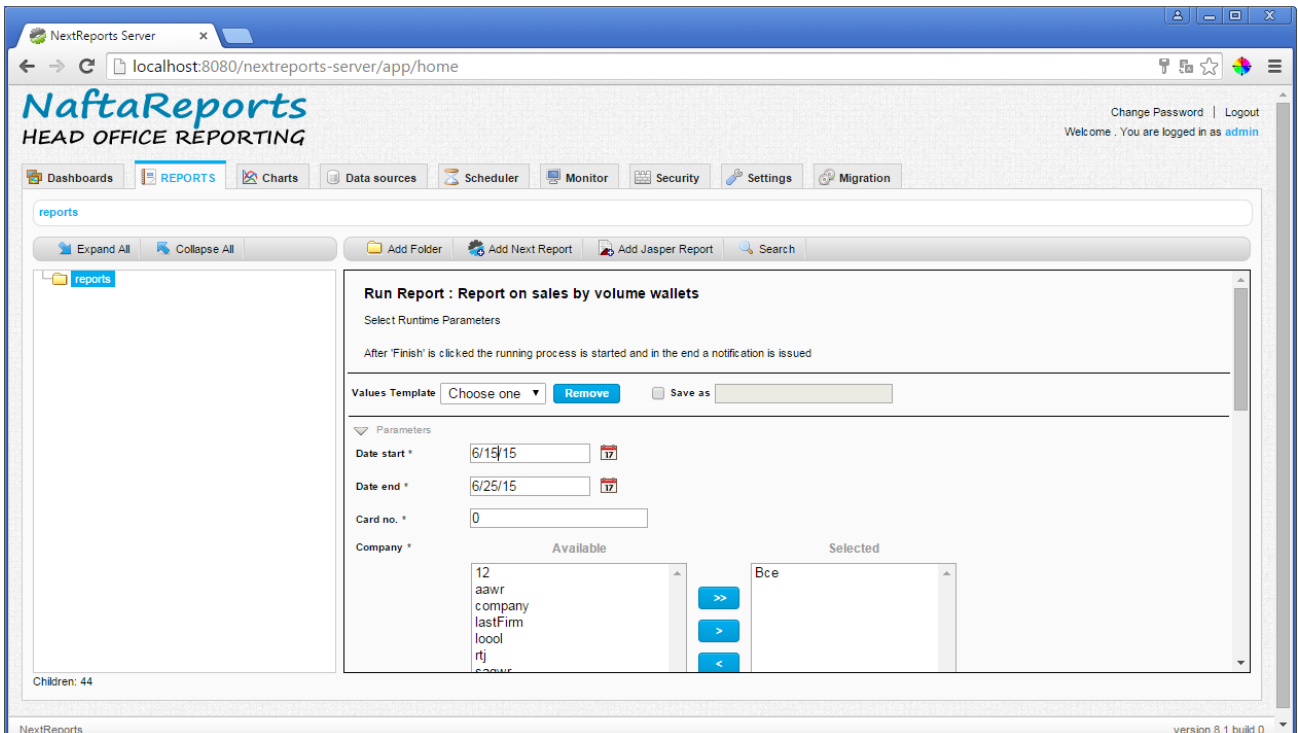 NextReports Server
localhost:8080/nextreports-server/app/home
NaftaReports
HEAD OFFICE REPORTING
Change Password | Logout
Welcome . You are logged in as admin
Dashboards REPORTS Charts Data sources Scheduler Monitor Security Settings Migration
reports
Expand All Collapse All Add Folder Add Next Report Add Jasper Report Search
reports
Run Report : Report on sales by volume wallets
Select Runtime Parameters
After 'Finish' is clicked the running process is started and in the end a notification is issued
Values Template Choose one Remove Save as
Parameters
Date start * 6/15/15 17
Date end * 6/25/15 17
Card no. * 0
Company * Available Selected
12 Все
aawr
company
>>
lastFirm
loool
>
rtj
<
Children: 44
NextReports
version 8.1 build 0